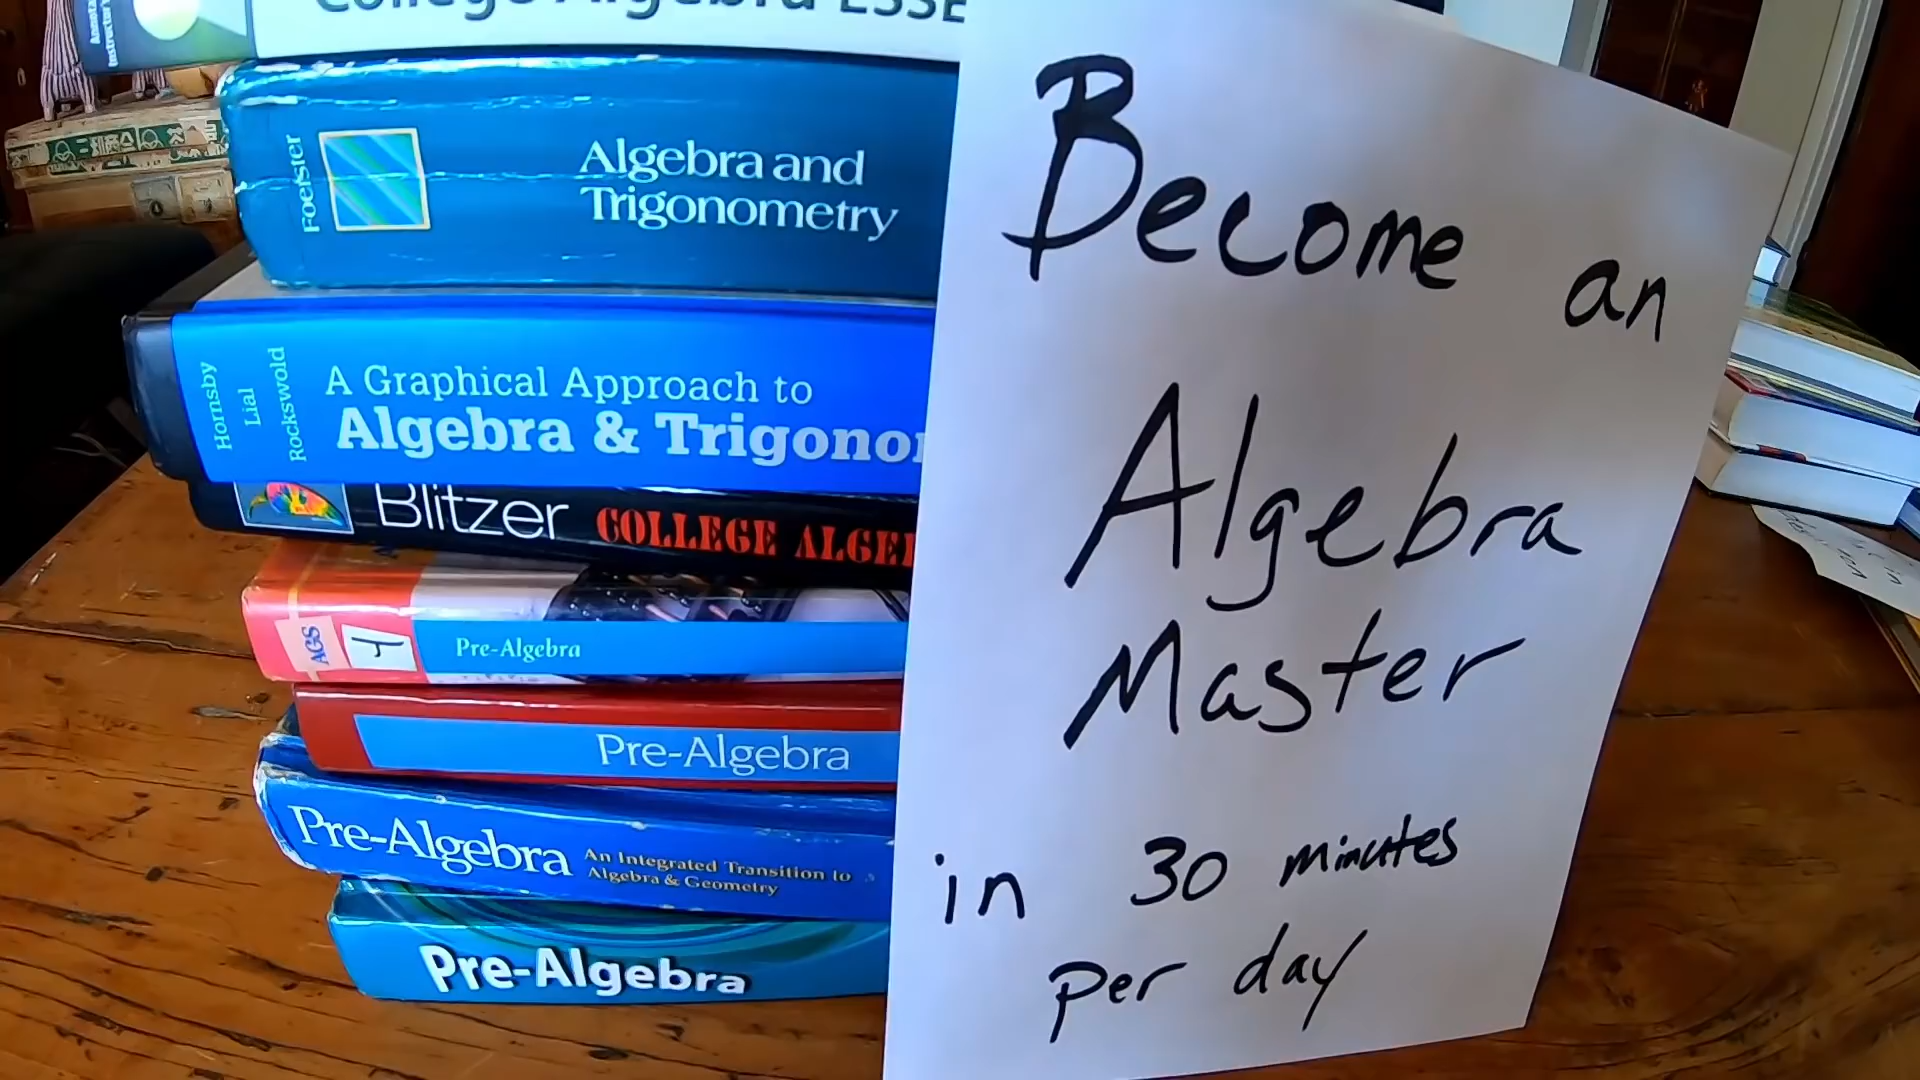 College Algebra ESSE
Foerster
Algebra and
Trigonometry
Hornsby
Lial
Rockswold
A Graphical Approach to
Algebra & Trigono
Blitzer COLLEGE ALGE
AGS
4
Pre-Algebra
Pre-Algebra
Pre-Algebra An Integrated Transition to
Algebra & Geometry
Pre-Algebra
Become an
Algebra
Master
in 30 minutes
per day